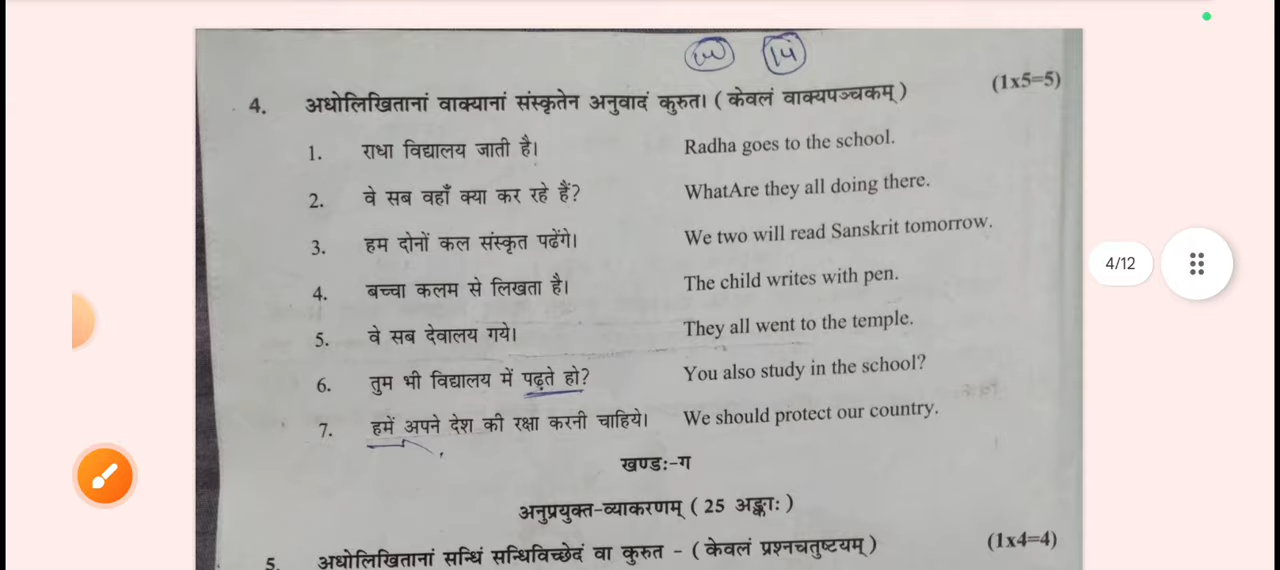 14
4. अधोलिखितानां वाक्यानां संस्कृतेन अनुवादं कुरुत। ( केवलं वाक्यपञ्चकम् ) (1x5=5)
1. राधा विद्यालय जाती है। Radha goes to the school.
2. वे सब वहाँ क्या कर रहे हैं? WhatAre they all doing there.
3. हम दोनों कल संस्कृत पढेंगे। We two will read Sanskrit tomorrow.
4. बच्चा कलम से लिखता है। The child writes with pen.
5. वे सब देवालय गये। They all went to the temple.
6. तुम भी विद्यालय में पढ़ते हो? You also study in the school?
7. हमें अपने देश की रक्षा करनी चाहिये। We should protect our country.
खण्डः-ग
अनुप्रयुक्त-व्याकरणम् ( 25 अङ्काः )
5. अधोलिखितानां सन्धिं सन्धिविच्छेदं वा कुरुत - ( केवलं प्रश्नचतुष्टयम् ) (1x4=4)
4/12